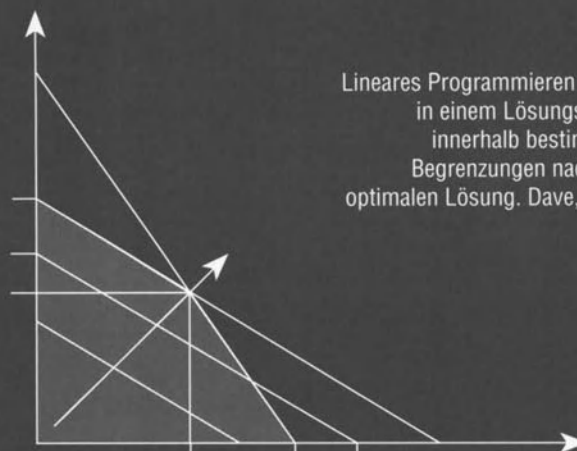 Lineares Programmieren
in einem Lösungs
innerhalb bestim
Begrenzungen nac
optimalen Lösung. Dave,